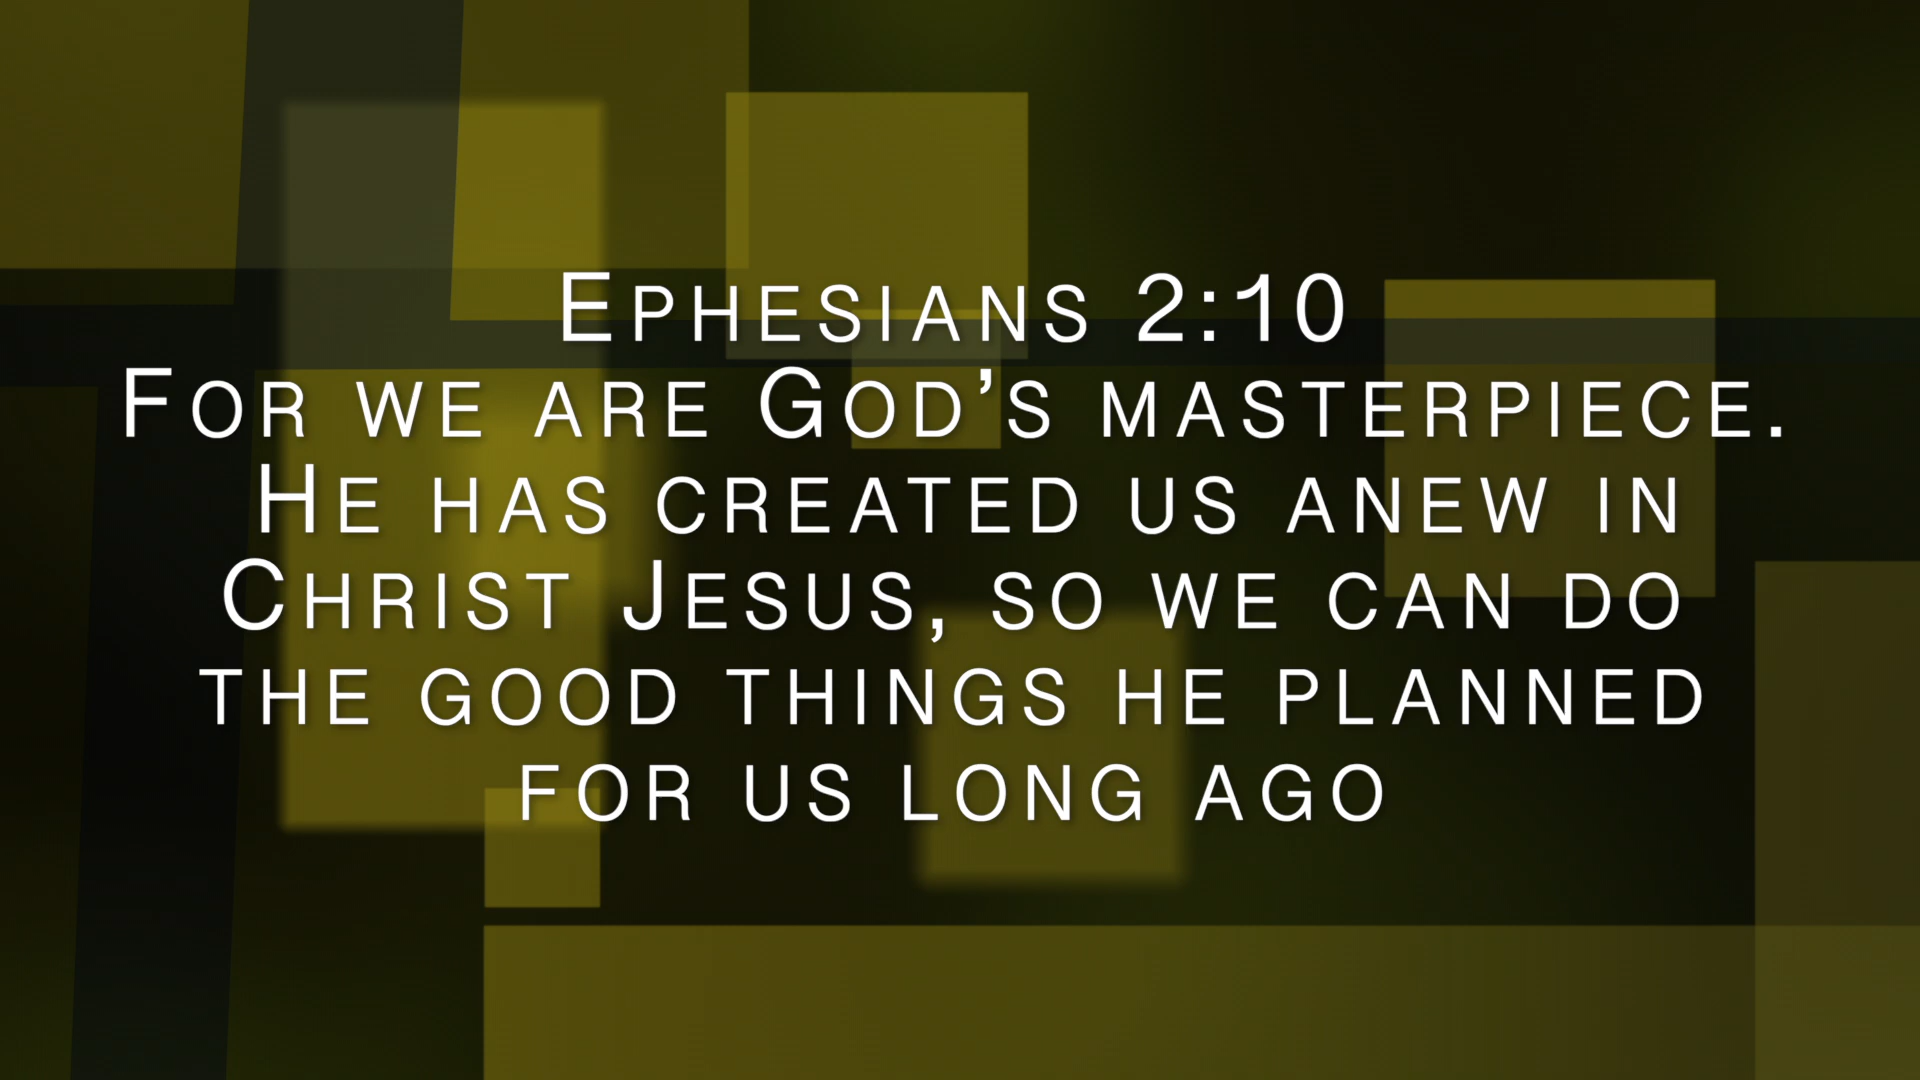 Ephesians 2:10
For we are God’s masterpiece.
He has created us anew in
Christ Jesus, so we can do
the good things he planned
for us long ago